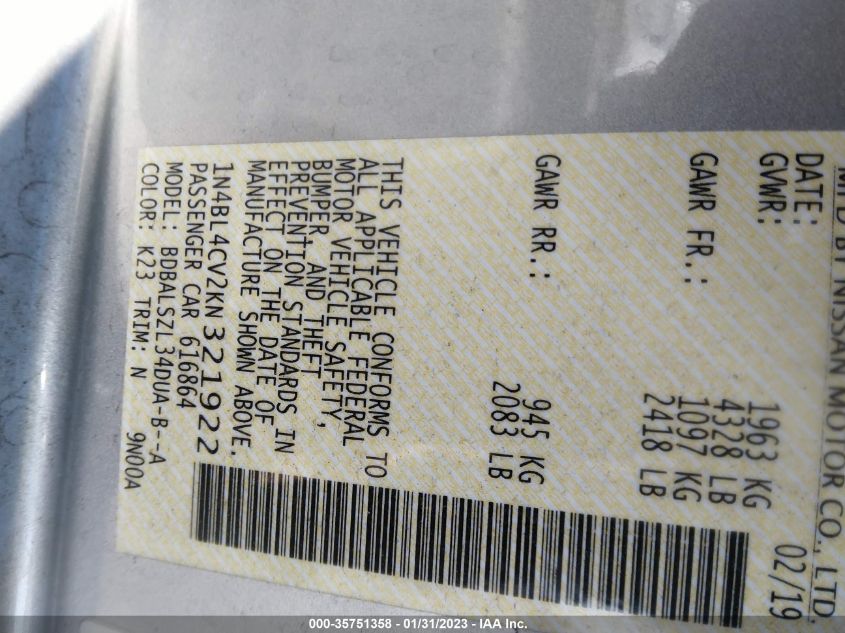 MFD BY NISSAN MOTOR CO., LTD.
DATE: 02/19
GVWR: 1963 KG
4328 LB
GAWR FR.: 1097 KG
2418 LB
GAWR RR.: 945 KG
2083 LB
THIS VEHICLE CONFORMS TO
ALL APPLICABLE FEDERAL
MOTOR VEHICLE SAFETY,
BUMPER, AND THEFT
PREVENTION STANDARDS IN
EFFECT ON THE DATE OF
MANUFACTURE SHOWN ABOVE.
1N4BL4CV2KN321922
PASSENGER CAR 616864
MODEL: BDBALSZL34DUA-B--A
COLOR: K23 TRIM: N 9N00A
000-35751358 - 01/31/2023 - IAA Inc.